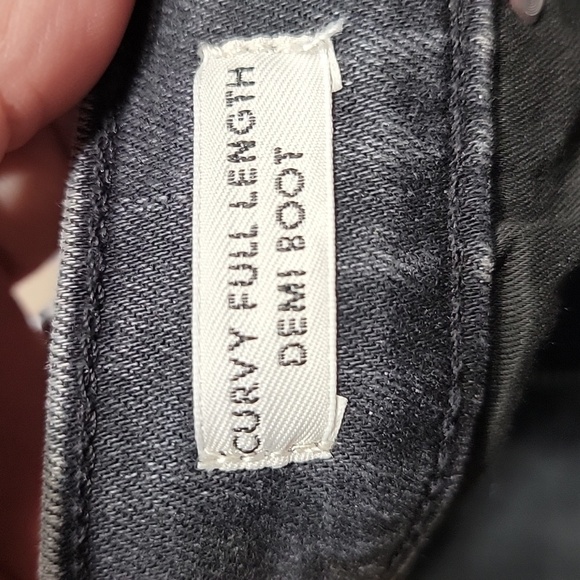 CURVY FULL LENGTH
DEMI BOOT